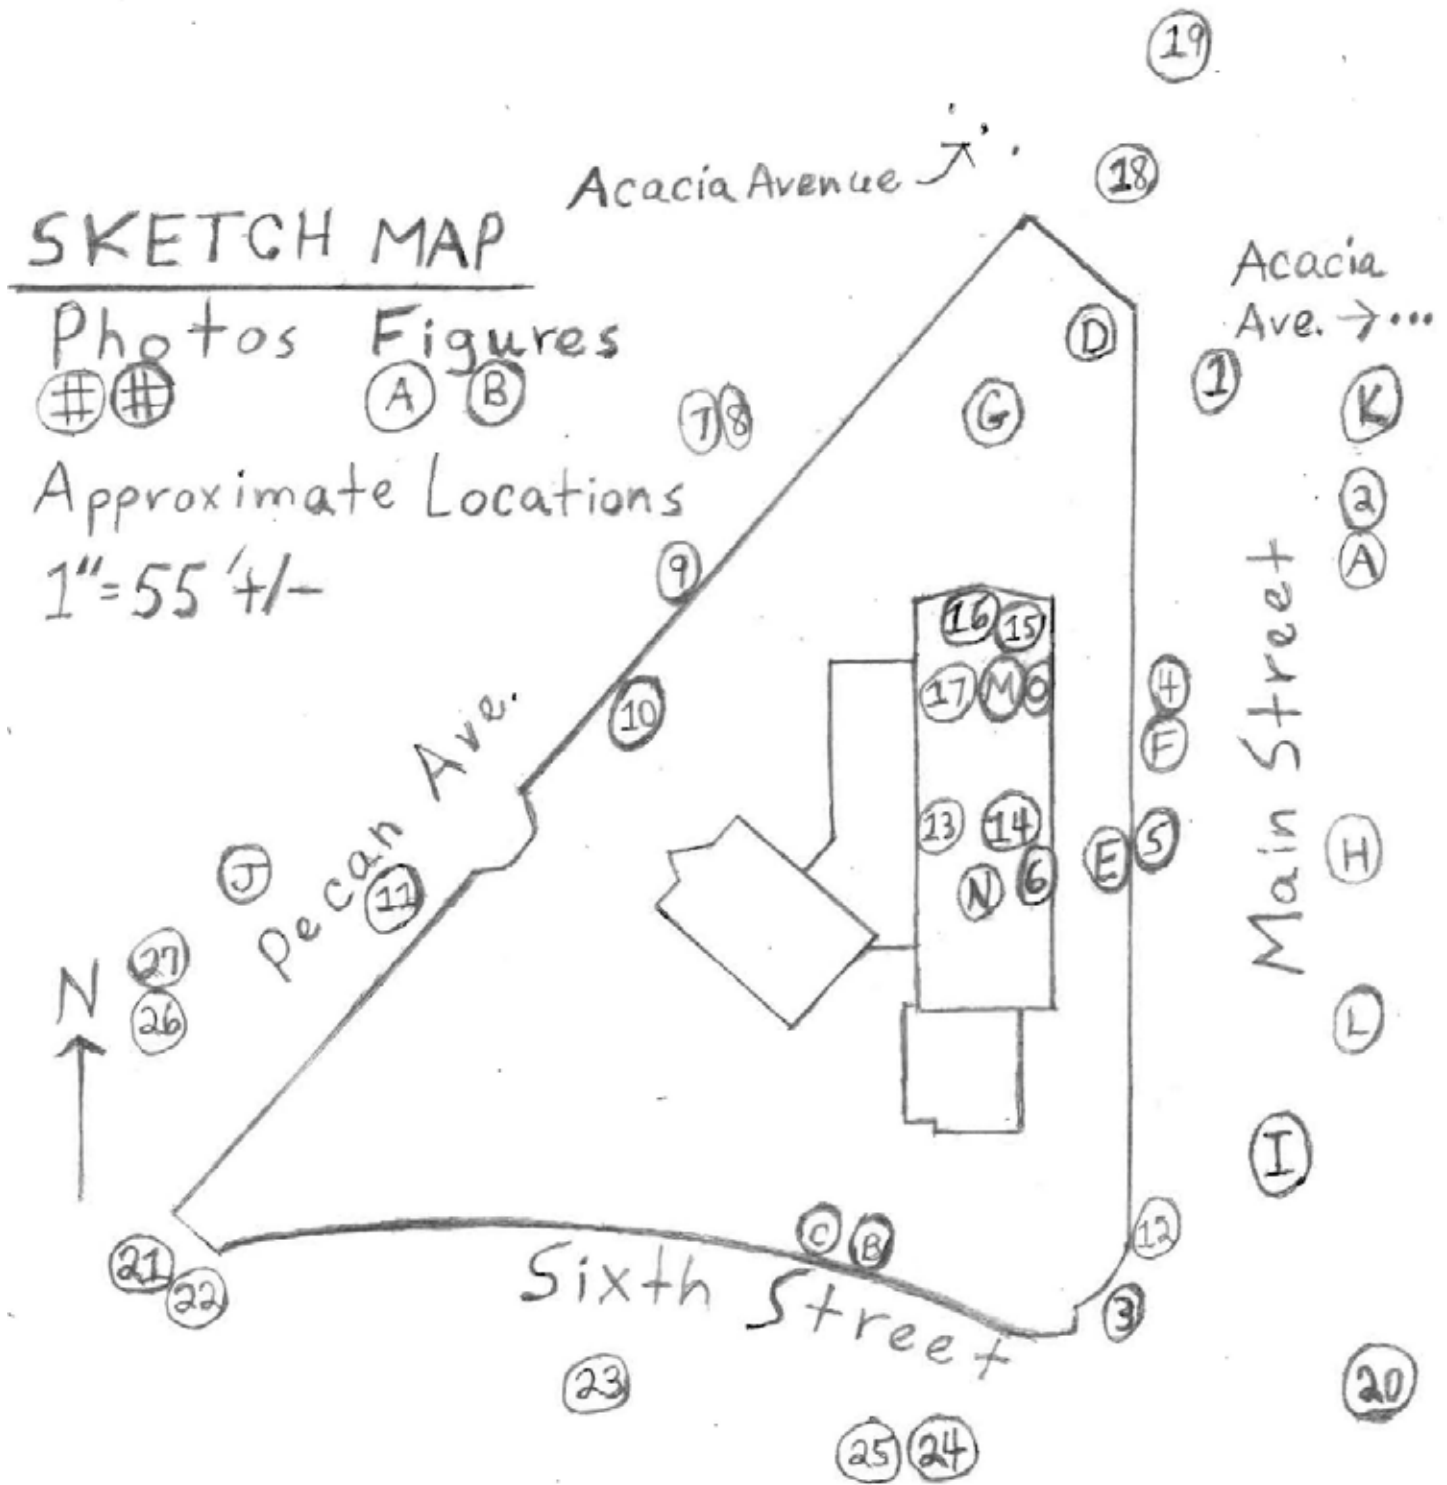 19
Acacia Avenue
18
SKETCH MAP
Photos Figures
# # A B
Approximate Locations
1"=55'+/-
Acacia
Ave. → ...
D
1
K
G
7 8
2
A
9
16 15
17 M O
10
4
F
Pecan Ave.
Main Street
13 14
N 6
E 5
H
J
11
N
27
26
L
I
C B
12
21
22
Sixth Street
3
23
20
25 24